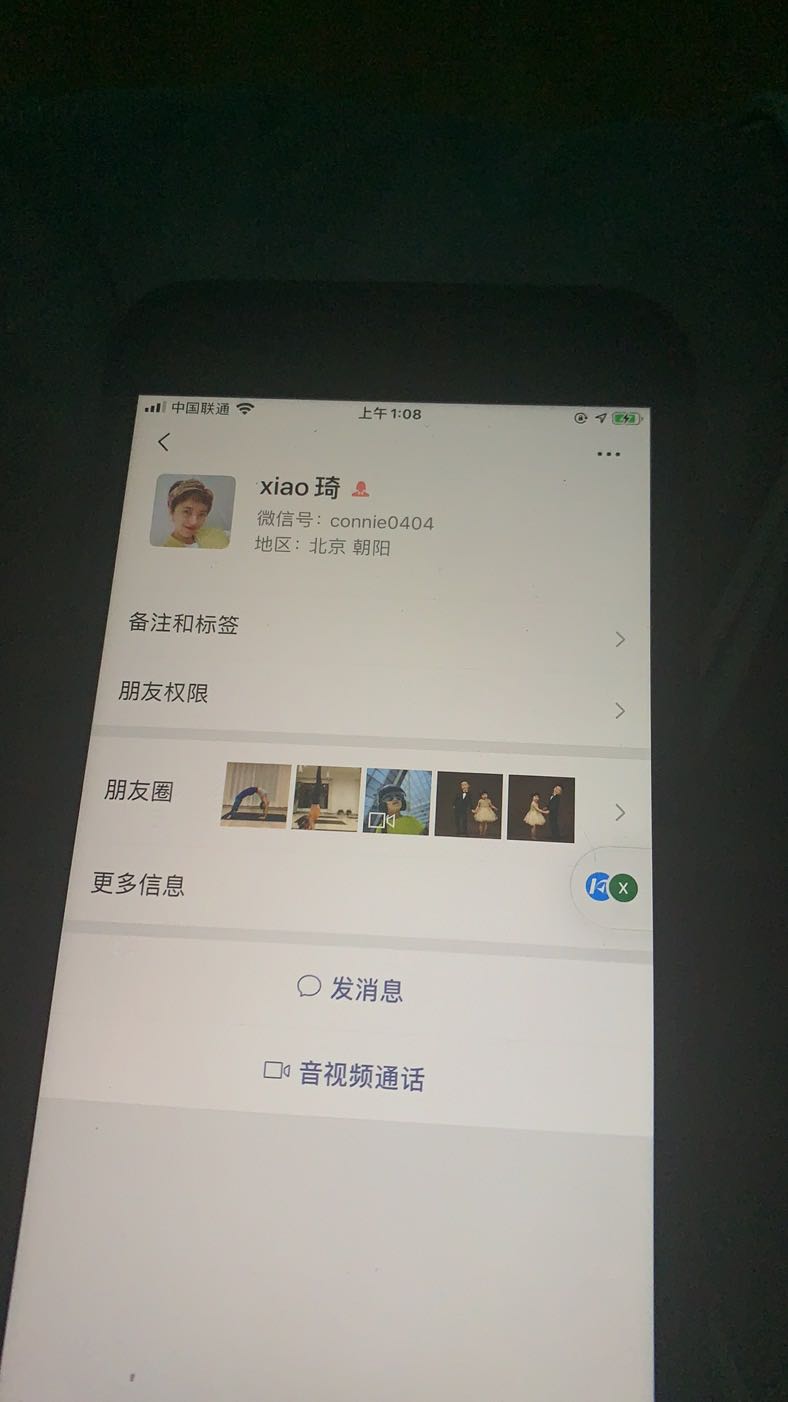 中国联通
上午1:08
xiao 琦
微信号：connie0404
地区：北京 朝阳
备注和标签
朋友权限
朋友圈
更多信息
X
发消息
音视频通话